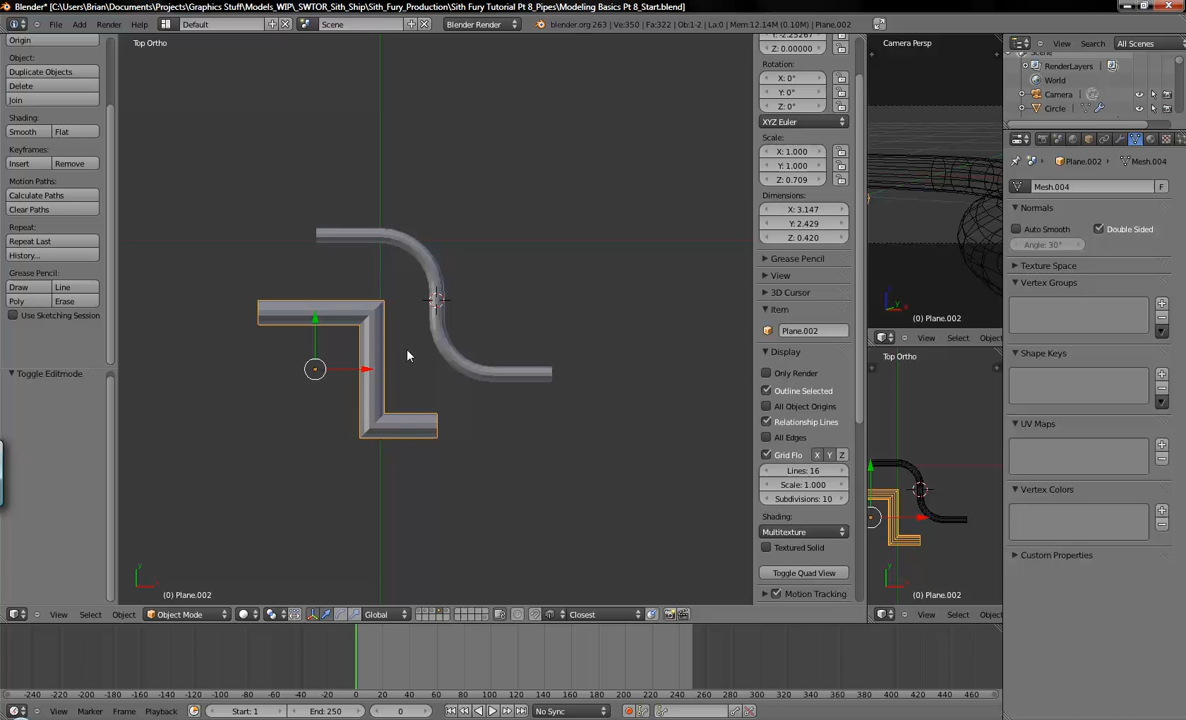 Blender* [C:\Users\Brian\Documents\Projects\Graphics Stuff\Models_WIP_SWTOR_Sith_Ship\Sith_Fury_Production\Sith Fury Tutorial Pt 8_Pipes\Modeling Basics Pt 8_Start.blend]
File Add Render Help Default Scene Blender Render blender.org 263 | Ve:350 | Fa:322 | Ob:1-2 | La:0 | Mem:12.14M (0.10M) | Plane.002
Origin
Object:
Duplicate Objects
Delete
Join
Shading:
Smooth Flat
Keyframes:
Insert Remove
Motion Paths:
Calculate Paths
Clear Paths
Repeat:
Repeat Last
History...
Grease Pencil:
Draw Line
Poly Erase
Use Sketching Session
Toggle Editmode
Top Ortho
y
(0) Plane.002
Z: 0.00000
Rotation:
X: 0°
Y: 0°
Z: 0°
XYZ Euler
Scale:
X: 1.000
Y: 1.000
Z: 0.709
Dimensions:
X: 3.147
Y: 2.429
Z: 0.420
Grease Pencil
View
3D Cursor
Item
Plane.002
Display
Only Render
Outline Selected
All Object Origins
Relationship Lines
All Edges
Grid Flo X Y Z
Lines: 16
Scale: 1.000
Subdivisions: 10
Shading:
Multitexture
Textured Solid
Toggle Quad View
Motion Tracking
View Select Object Object Mode Global Closest
Camera Persp
(0) Plane.002
View Select Object
Top Ortho
(0) Plane.002
View Select Object
View Search All Scenes
RenderLayers
World
Camera
Circle
Plane.002 Mesh.004
Mesh.004 F
Normals
Auto Smooth Double Sided
Angle: 30°
Texture Space
Vertex Groups
Shape Keys
UV Maps
Vertex Colors
Custom Properties
-240 -220 -200 -180 -160 -140 -120 -100 -80 -60 -40 -20 0 20 40 60 80 100 120 140 160 180 200 220 240 260 280 300 320 340 360 380 400 420 440 460
View Marker Frame Playback Start: 1 End: 250 0 No Sync